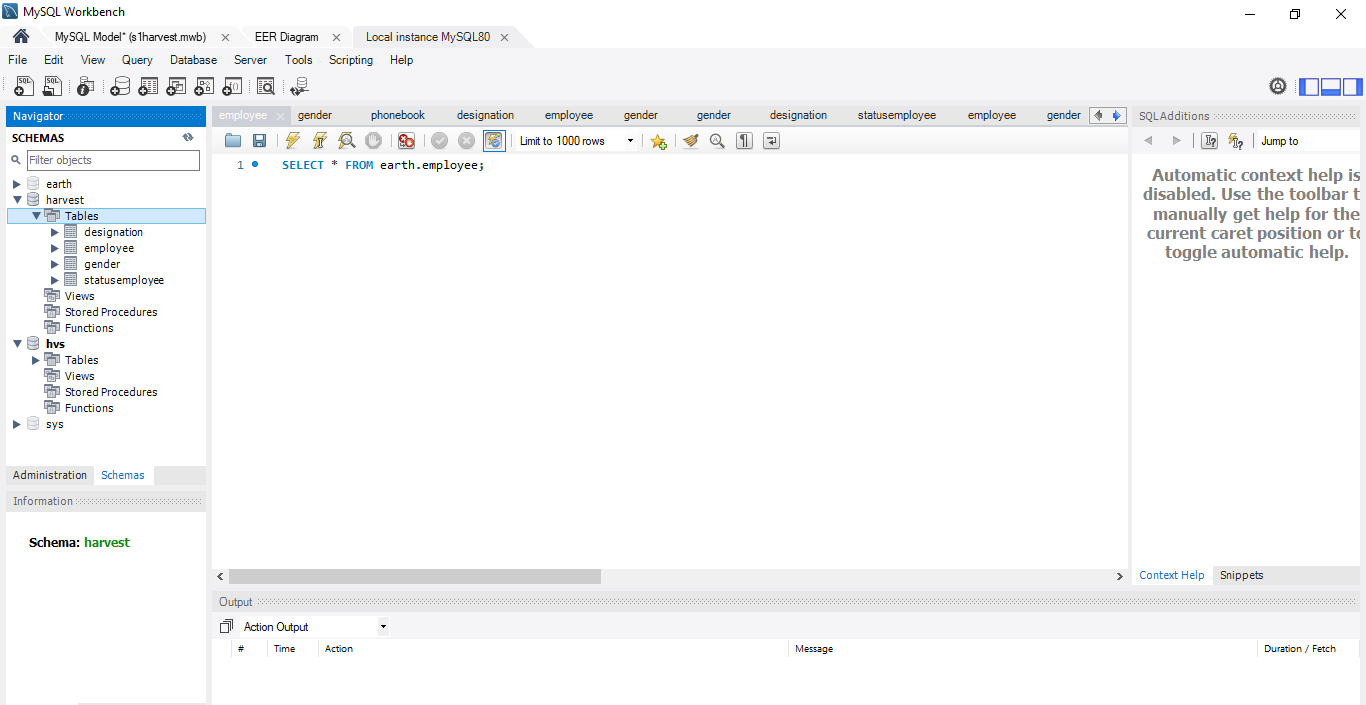 MySQL Workbench
MySQL Model* (s1harvest.mwb) EER Diagram Local instance MySQL80
File Edit View Query Database Server Tools Scripting Help
Navigator
SCHEMAS
Filter objects
earth
harvest
Tables
designation
employee
gender
statusemployee
Views
Stored Procedures
Functions
hvs
Tables
Views
Stored Procedures
Functions
sys
Administration Schemas
Information
Schema: harvest
employee gender phonebook designation employee gender gender designation statusemployee employee gender
Limit to 1000 rows
1 SELECT * FROM earth.employee;
SQLAdditions
Jump to
Automatic context help is
disabled. Use the toolbar t
manually get help for the
current caret position or to
toggle automatic help.
Context Help Snippets
Output
Action Output
# Time Action Message Duration / Fetch